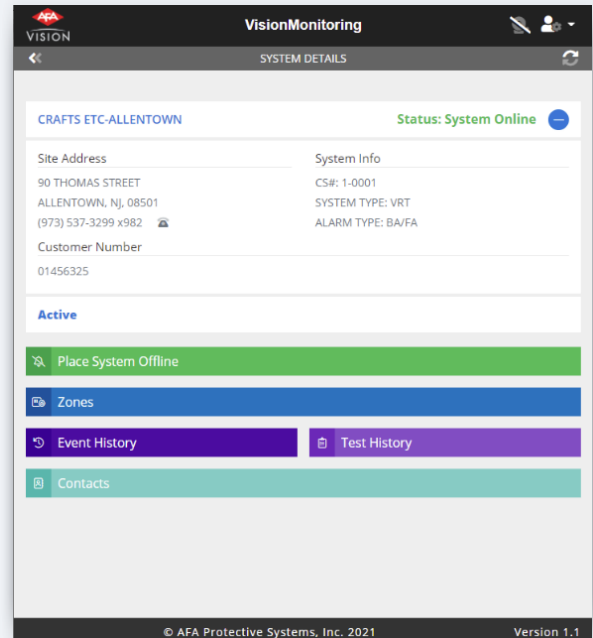 AFA
VISION
VisionMonitoring
SYSTEM DETAILS
CRAFTS ETC-ALLENTOWN
Status: System Online
Site Address
90 THOMAS STREET
ALLENTOWN, NJ, 08501
(973) 537-3299 x982
System Info
CS#: 1-0001
SYSTEM TYPE: VRT
ALARM TYPE: BA/FA
Customer Number
01456325
Active
Place System Offline
Zones
Event History
Test History
Contacts
© AFA Protective Systems, Inc. 2021
Version 1.1